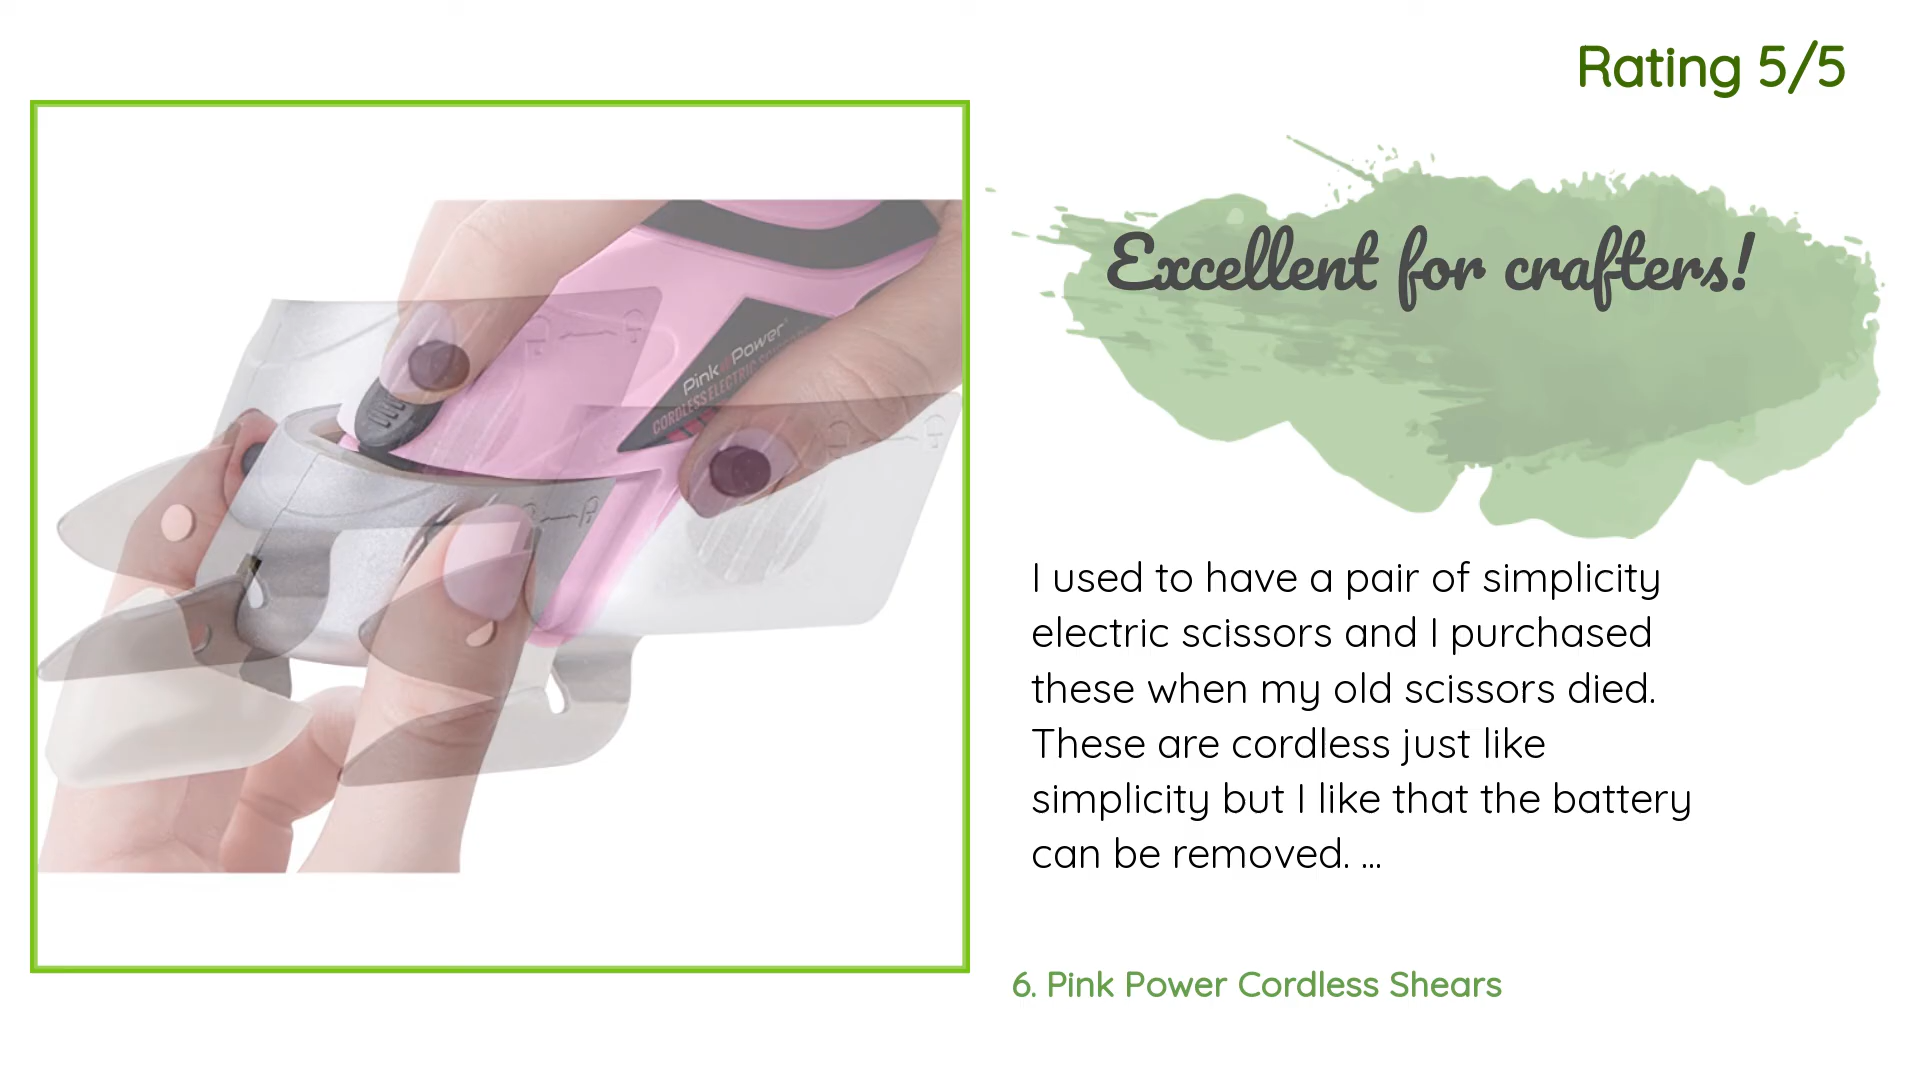 Rating 5/5
Excellent for crafters!
Pink Power
CORDLESS ELECTRIC
I used to have a pair of simplicity
electric scissors and I purchased
these when my old scissors died.
These are cordless just like
simplicity but I like that the battery
can be removed. ...
6. Pink Power Cordless Shears